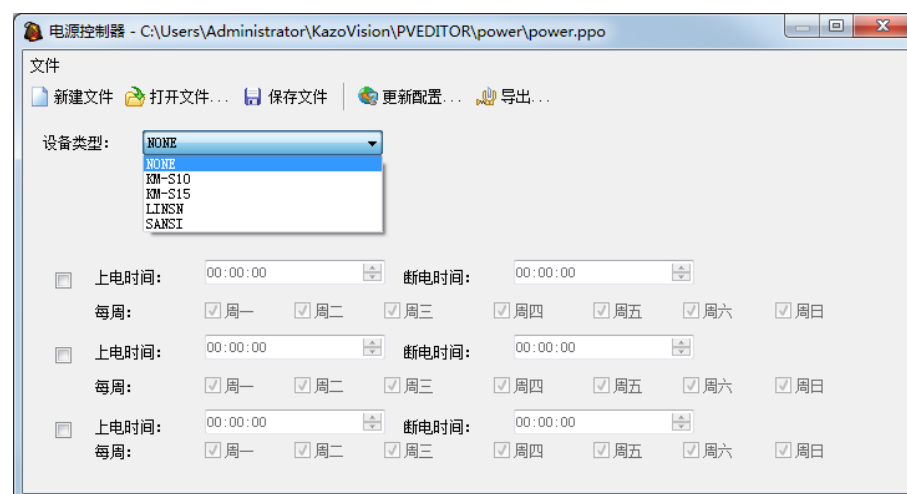 电源控制器 - C:\Users\Administrator\KazoVision\PVEDITOR\power\power.ppo
文件
新建文件 打开文件... 保存文件 更新配置... 导出...
设备类型: NONE
NONE
KM-S10
KM-S15
LINSN
SANSI
上电时间: 00:00:00 断电时间: 00:00:00
每周: 周一 周二 周三 周四 周五 周六 周日
上电时间: 00:00:00 断电时间: 00:00:00
每周: 周一 周二 周三 周四 周五 周六 周日
上电时间: 00:00:00 断电时间: 00:00:00
每周: 周一 周二 周三 周四 周五 周六 周日